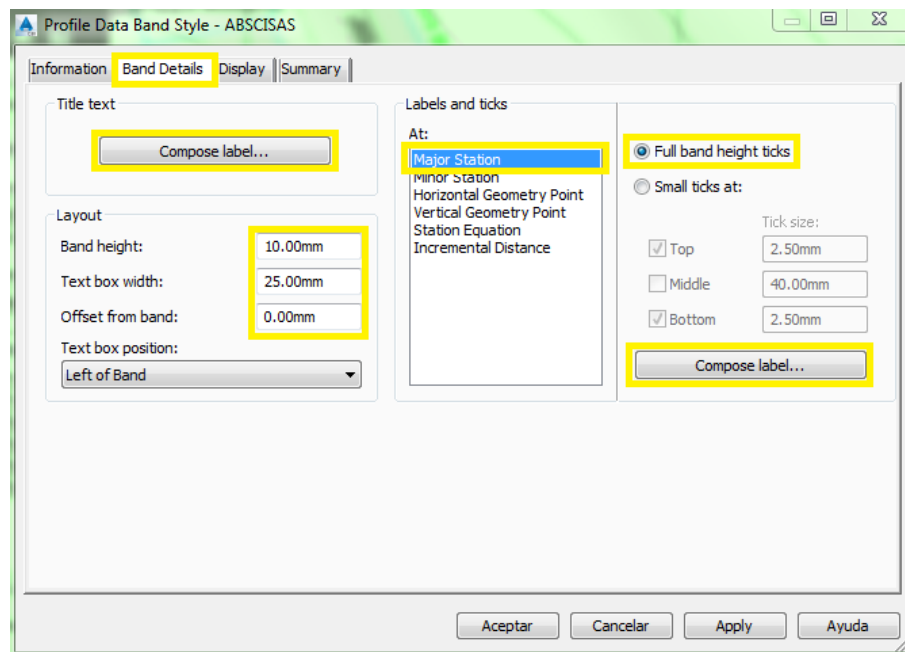 Profile Data Band Style - ABSCISAS
Information Band Details Display Summary
Title text
Compose label...
Layout
Band height: 10.00mm
Text box width: 25.00mm
Offset from band: 0.00mm
Text box position:
Left of Band
Labels and ticks
At:
Major Station
Minor Station
Horizontal Geometry Point
Vertical Geometry Point
Station Equation
Incremental Distance
Full band height ticks
Small ticks at:
Tick size:
Top 2.50mm
Middle 40.00mm
Bottom 2.50mm
Compose label...
Aceptar Cancelar Apply Ayuda